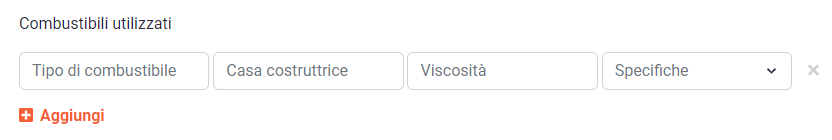 Combustibili utilizzati
Tipo di combustibile Casa costruttrice Viscosità Specifiche
Aggiungi